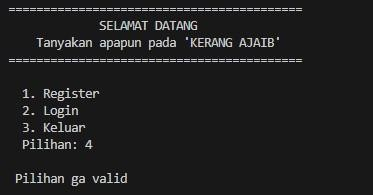 ==========================================
SELAMAT DATANG
Tanyakan apapun pada 'KERANG AJAIB'
==========================================
1. Register
2. Login
3. Keluar
Pilihan: 4
Pilihan ga valid